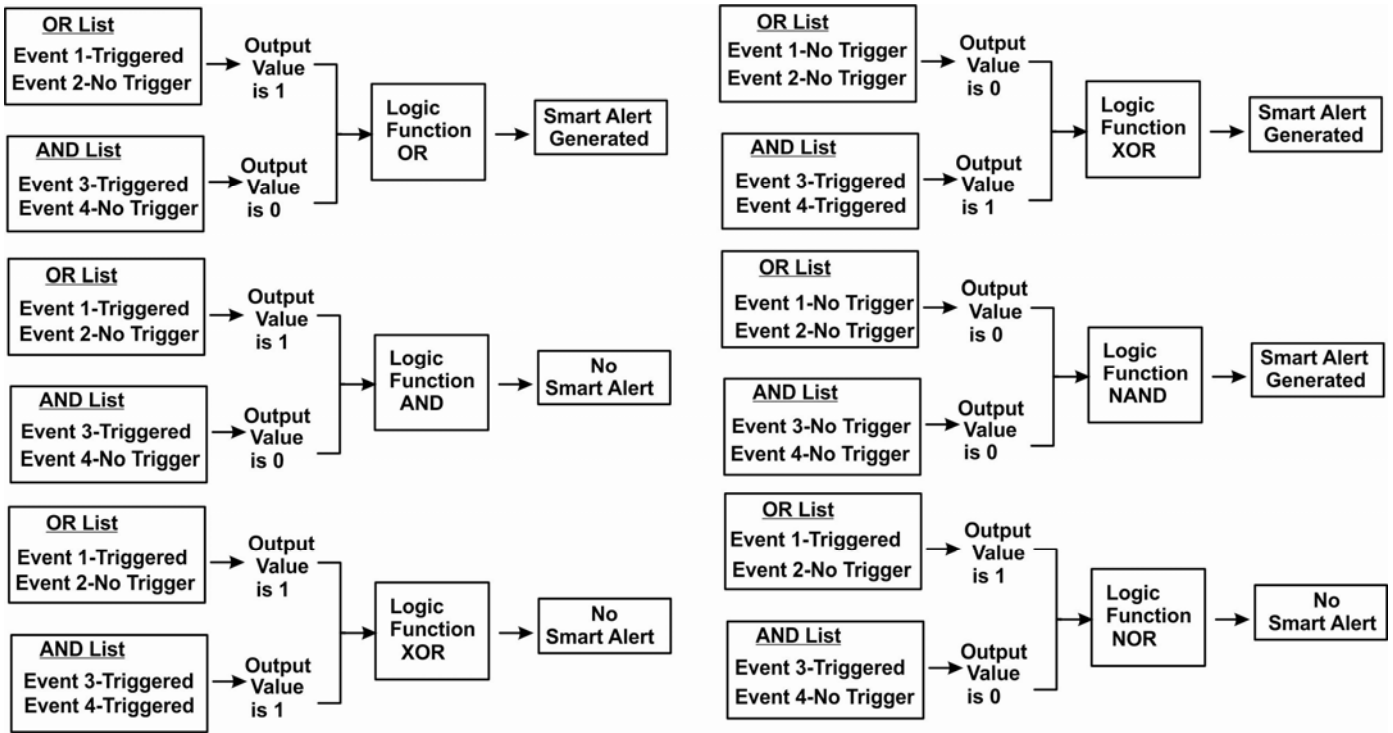 OR List
Event 1-Triggered
Event 2-No Trigger
Output
Value
is 1
AND List
Event 3-Triggered
Event 4-No Trigger
Output
Value
is 0
Logic
Function
OR
Smart Alert
Generated
OR List
Event 1-No Trigger
Event 2-No Trigger
Output
Value
is 0
AND List
Event 3-Triggered
Event 4-Triggered
Output
Value
is 1
Logic
Function
XOR
Smart Alert
Generated
OR List
Event 1-Triggered
Event 2-No Trigger
Output
Value
is 1
AND List
Event 3-Triggered
Event 4-No Trigger
Output
Value
is 0
Logic
Function
AND
No
Smart Alert
OR List
Event 1-No Trigger
Event 2-No Trigger
Output
Value
is 0
AND List
Event 3-No Trigger
Event 4-No Trigger
Output
Value
is 0
Logic
Function
NAND
Smart Alert
Generated
OR List
Event 1-Triggered
Event 2-No Trigger
Output
Value
is 1
AND List
Event 3-Triggered
Event 4-Triggered
Output
Value
is 1
Logic
Function
XOR
No
Smart Alert
OR List
Event 1-Triggered
Event 2-No Trigger
Output
Value
is 1
AND List
Event 3-Triggered
Event 4-No Trigger
Output
Value
is 0
Logic
Function
NOR
No
Smart Alert